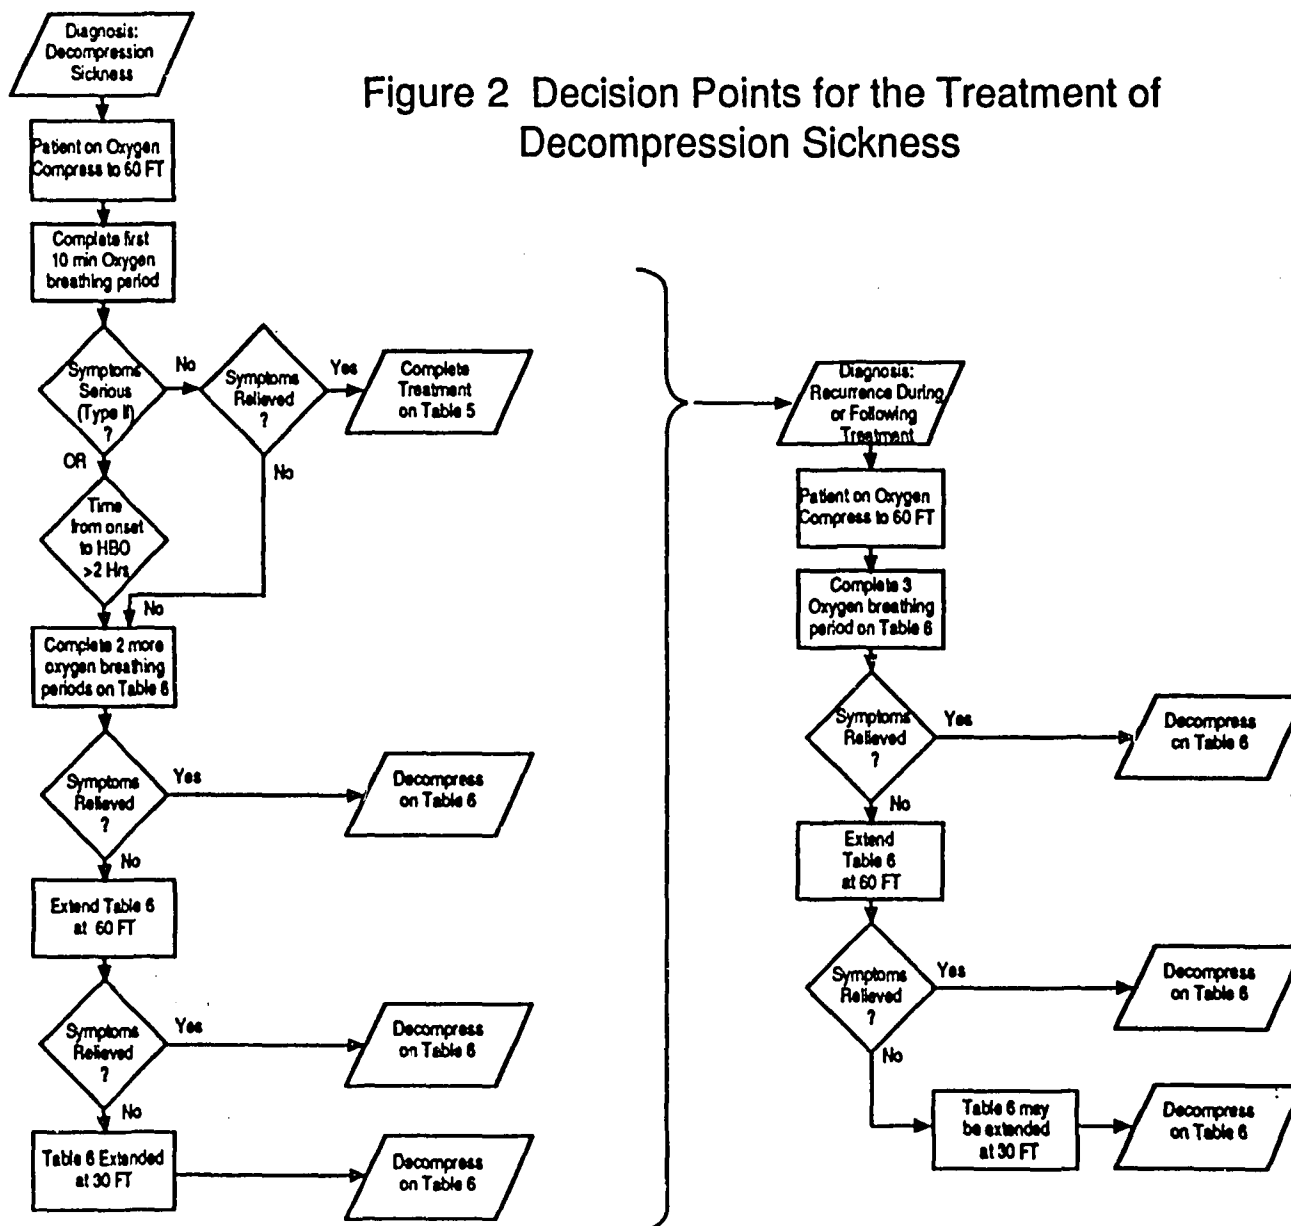 Figure 2 Decision Points for the Treatment of
Decompression Sickness
Diagnosis:
Decompression
Sickness
Patient on Oxygen
Compress to 60 FT
Complete first
10 min Oxygen
breathing period
Symptoms
Serious
(Type II)
?
No
Symptoms
Relieved
?
Yes
Complete
Treatment
on Table 5
OR
No
Time
from onset
to HBO
>2 Hrs
No
Complete 2 more
oxygen breathing
periods on Table 6
Symptoms
Relieved
?
Yes
Decompress
on Table 6
No
Extend Table 6
at 60 FT
Symptoms
Relieved
?
Yes
Decompress
on Table 6
No
Table 6 Extended
at 30 FT
Decompress
on Table 6
Diagnosis:
Recurrence During
or Following
Treatment
Patient on Oxygen
Compress to 60 FT
Complete 3
Oxygen breathing
period on Table 6
Symptoms
Relieved
?
Yes
Decompress
on Table 6
No
Extend
Table 6
at 60 FT
Symptoms
Relieved
?
Yes
Decompress
on Table 6
No
Table 6 may
be extended
at 30 FT
Decompress
on Table 6